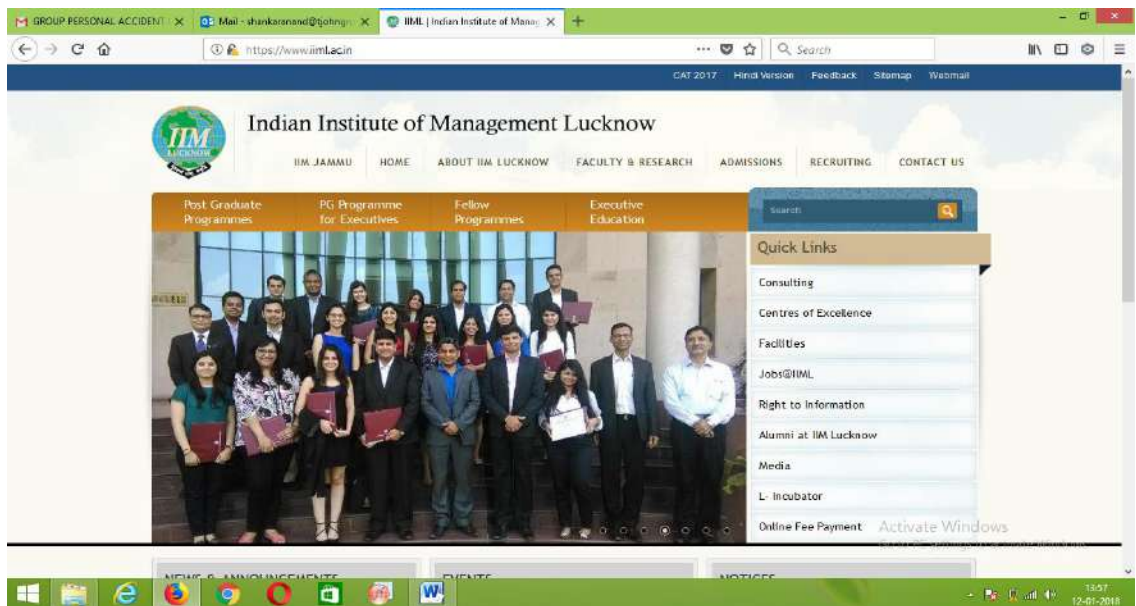 GROUP PERSONAL ACCIDENT
Mail - shankaranand@tjohngr
IIML | Indian Institute of Manag
https://www.iiml.ac.in
Search
CAT 2017 Hindi Version Feedback Sitemap Webmail
IIM
LUCKNOW
Indian Institute of Management Lucknow
IIM JAMMU HOME ABOUT IIM LUCKNOW FACULTY & RESEARCH ADMISSIONS RECRUITING CONTACT US
Post Graduate
Programmes
PG Programme
for Executives
Fellow
Programmes
Executive
Education
Search
Quick Links
Consulting
Centres of Excellence
Facilities
Jobs@IIML
Right to Information
Alumni at IIM Lucknow
Media
L- Incubator
Online Fee Payment
Activate Windows
NEWS & ANNOUNCEMENTS EVENTS NOTICES
13:57
12-01-2018